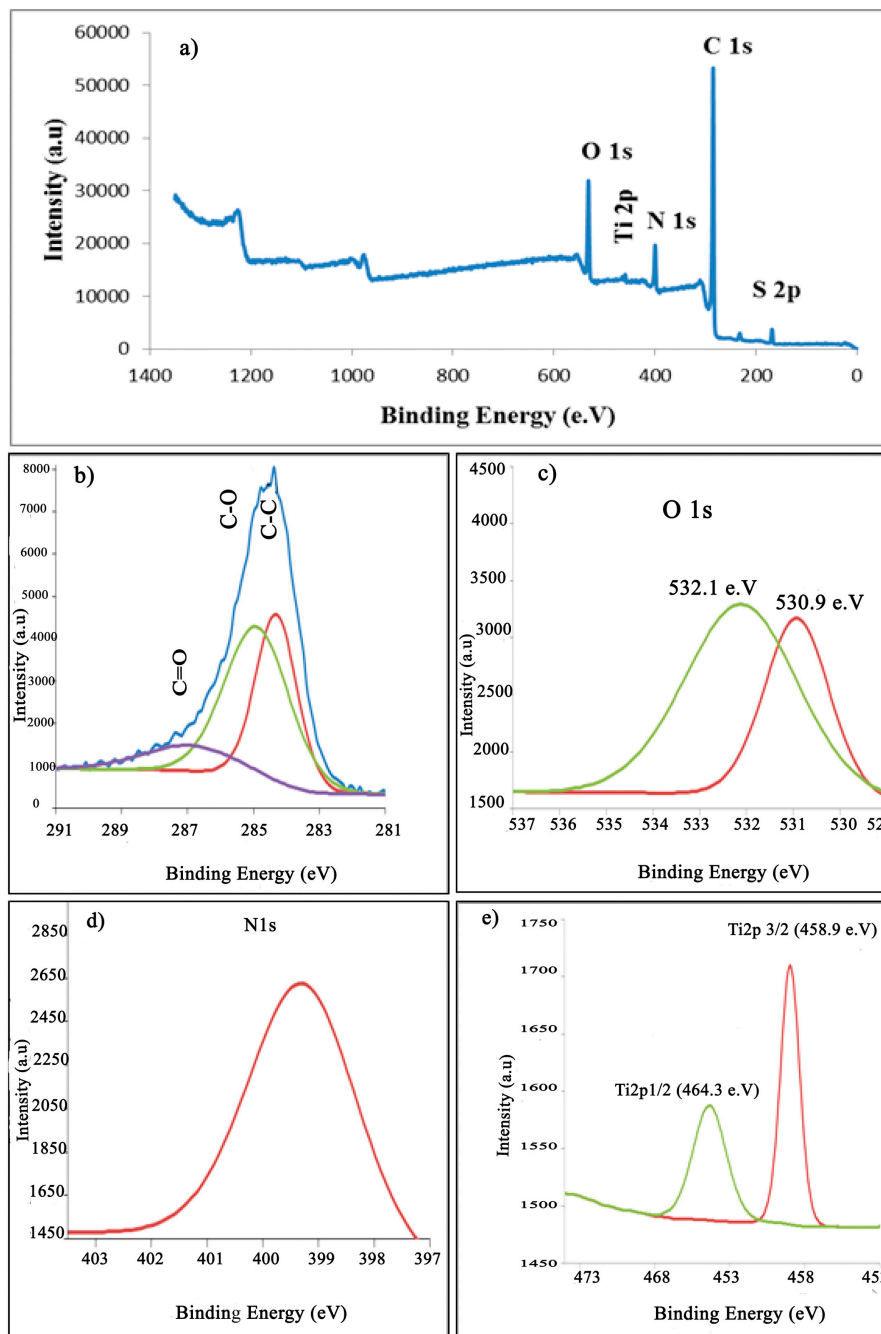 a)
C 1s
O 1s
Ti 2p
N 1s
S 2p
Intensity (a.u)
60000
50000
40000
30000
20000
10000
0
1400 1200 1000 800 600 400 200 0
Binding Energy (e.V)
b)
C-O
C-C
C=O
Intensity (a.u)
8000
7000
6000
5000
4000
3000
2000
1000
0
291 289 287 285 283 281
Binding Energy (eV)
c)
O 1s
532.1 e.V
530.9 e.V
Intensity (a.u)
4500
4000
3500
3000
2500
2000
1500
537 536 535 534 533 532 531 530
Binding Energy (eV)
d)
N1s
Intensity (a.u)
2850
2650
2450
2250
2050
1850
1650
1450
403 402 401 400 399 398 397
Binding Energy (eV)
e)
Ti2p 3/2 (458.9 e.V)
Ti2p1/2 (464.3 e.V)
Intensity (a.u)
1750
1700
1650
1600
1550
1500
1450
473 468 453 458
Binding Energy (eV)